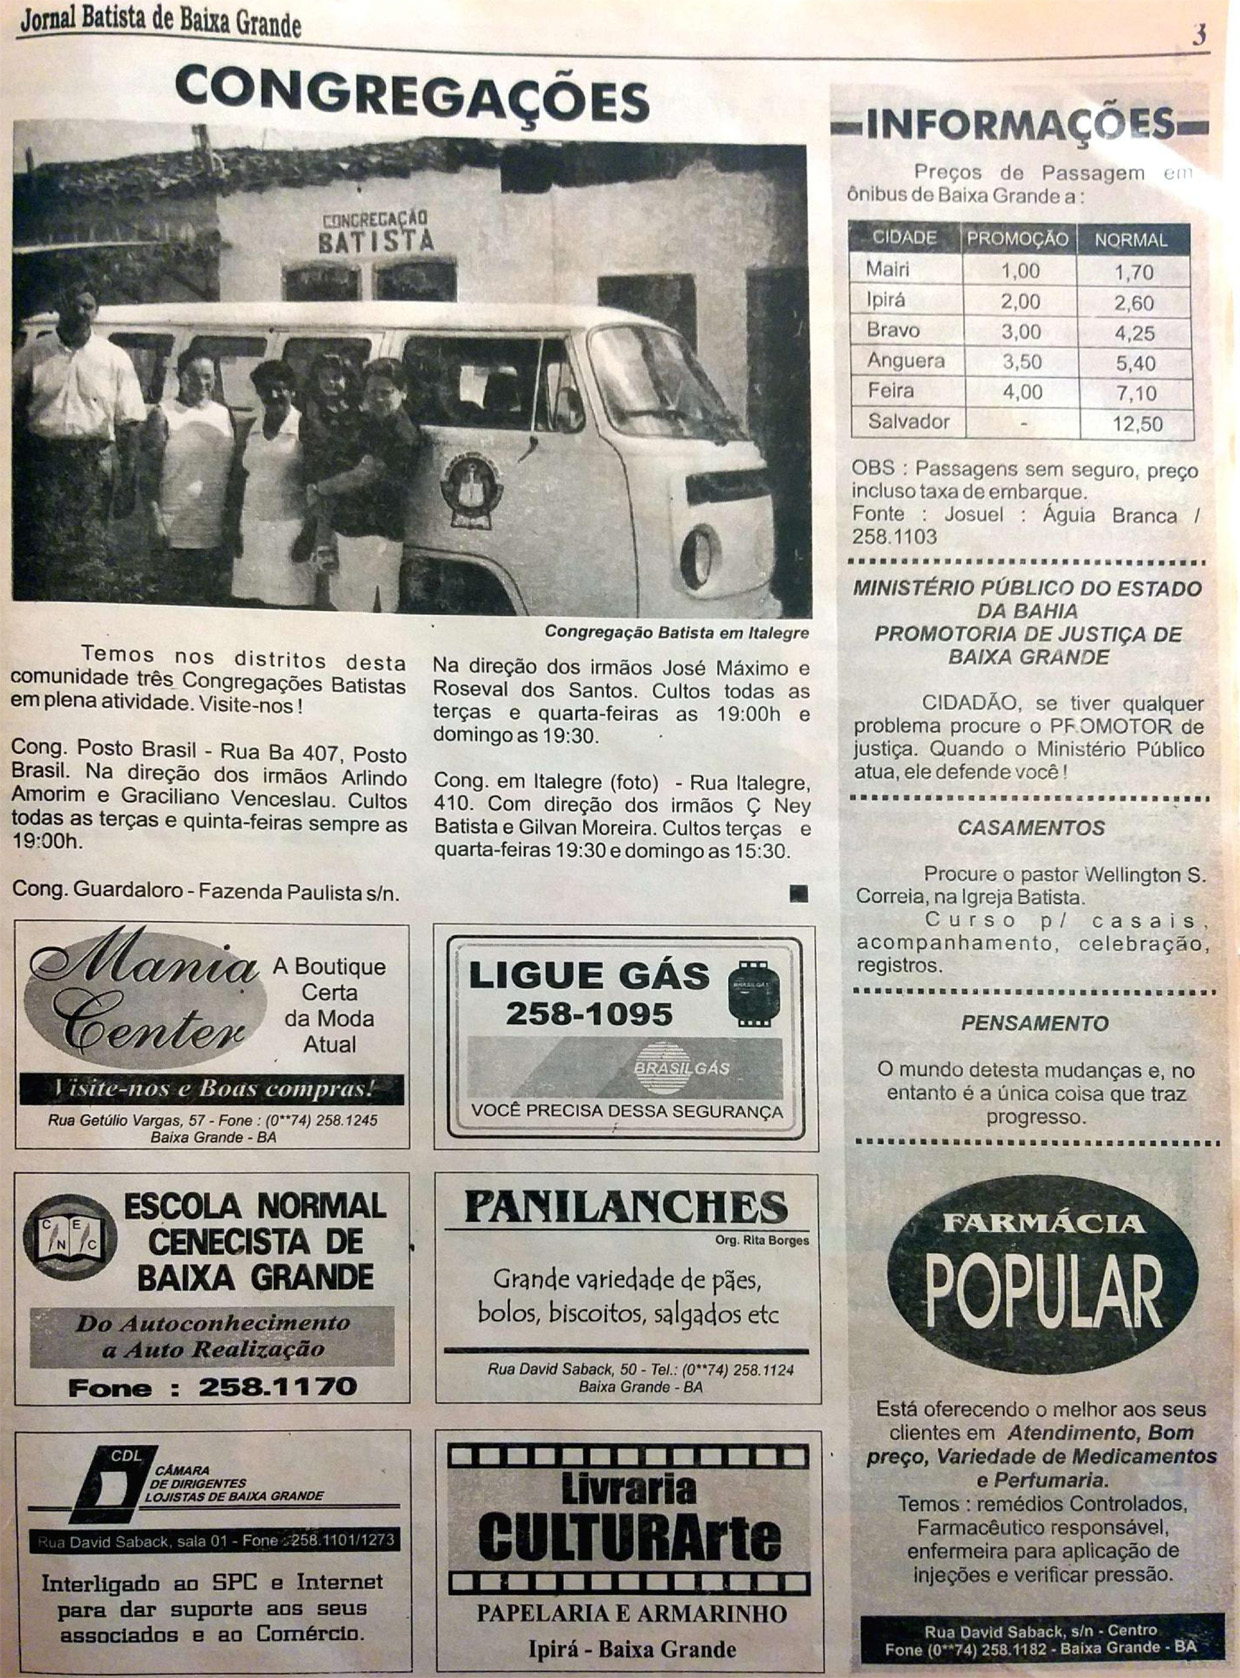 Jornal Batista de Baixa Grande
3
CONGREGAÇÕES
CONGREGAÇÃO
BATISTA
Congregação Batista em Italegre
Temos nos distritos desta
comunidade três Congregações Batistas
em plena atividade. Visite-nos !
Cong. Posto Brasil - Rua Ba 407, Posto
Brasil. Na direção dos irmãos Arlindo
Amorim e Graciliano Venceslau. Cultos
todas as terças e quinta-feiras sempre as
19:00h.
Cong. Guardaloro - Fazenda Paulista s/n.
Na direção dos irmãos José Máximo e
Roseval dos Santos. Cultos todas as
terças e quarta-feiras as 19:00h e
domingo as 19:30.
Cong. em Italegre (foto) - Rua Italegre,
410. Com direção dos irmãos Ç Ney
Batista e Gilvan Moreira. Cultos terças e
quarta-feiras 19:30 e domingo as 15:30.
Mania
Center
A Boutique
Certa
da Moda
Atual
Visite-nos e Boas compras!
Rua Getúlio Vargas, 57 - Fone : (0**74) 258.1245
Baixa Grande - BA
LIGUE GÁS
258-1095
BRASILGÁS
BRASILGÁS
VOCÊ PRECISA DESSA SEGURANÇA
C E
N C
ESCOLA NORMAL
CENECISTA DE
BAIXA GRANDE
Do Autoconhecimento
a Auto Realização
Fone : 258.1170
PANILANCHES
Org. Rita Borges
Grande variedade de pães,
bolos, biscoitos, salgados etc
Rua David Saback, 50 - Tel.: (0**74) 258.1124
Baixa Grande - BA
CDL
CÂMARA
DE DIRIGENTES
LOJISTAS DE BAIXA GRANDE
Rua David Saback, sala 01 - Fone : 258.1101/1273
Interligado ao SPC e Internet
para dar suporte aos seus
associados e ao Comércio.
Livraria
CULTURArte
PAPELARIA E ARMARINHO
Ipirá - Baixa Grande
INFORMAÇÕES
Preços de Passagem em
ônibus de Baixa Grande a :
CIDADE PROMOÇÃO NORMAL
Mairi 1,00 1,70
Ipirá 2,00 2,60
Bravo 3,00 4,25
Anguera 3,50 5,40
Feira 4,00 7,10
Salvador - 12,50
OBS : Passagens sem seguro, preço
incluso taxa de embarque.
Fonte : Josuel : Águia Branca /
258.1103
MINISTÉRIO PÚBLICO DO ESTADO
DA BAHIA
PROMOTORIA DE JUSTIÇA DE
BAIXA GRANDE
CIDADÃO, se tiver qualquer
problema procure o PROMOTOR de
justiça. Quando o Ministério Público
atua, ele defende você !
CASAMENTOS
Procure o pastor Wellington S.
Correia, na Igreja Batista.
Curso p/ casais,
acompanhamento, celebração,
registros.
PENSAMENTO
O mundo detesta mudanças e, no
entanto é a única coisa que traz
progresso.
FARMÁCIA
POPULAR
Está oferecendo o melhor aos seus
clientes em Atendimento, Bom
preço, Variedade de Medicamentos
e Perfumaria.
Temos : remédios Controlados,
Farmacêutico responsável,
enfermeira para aplicação de
injeções e verificar pressão.
Rua David Saback, s/n - Centro
Fone (0**74) 258.1182 - Baixa Grande - BA